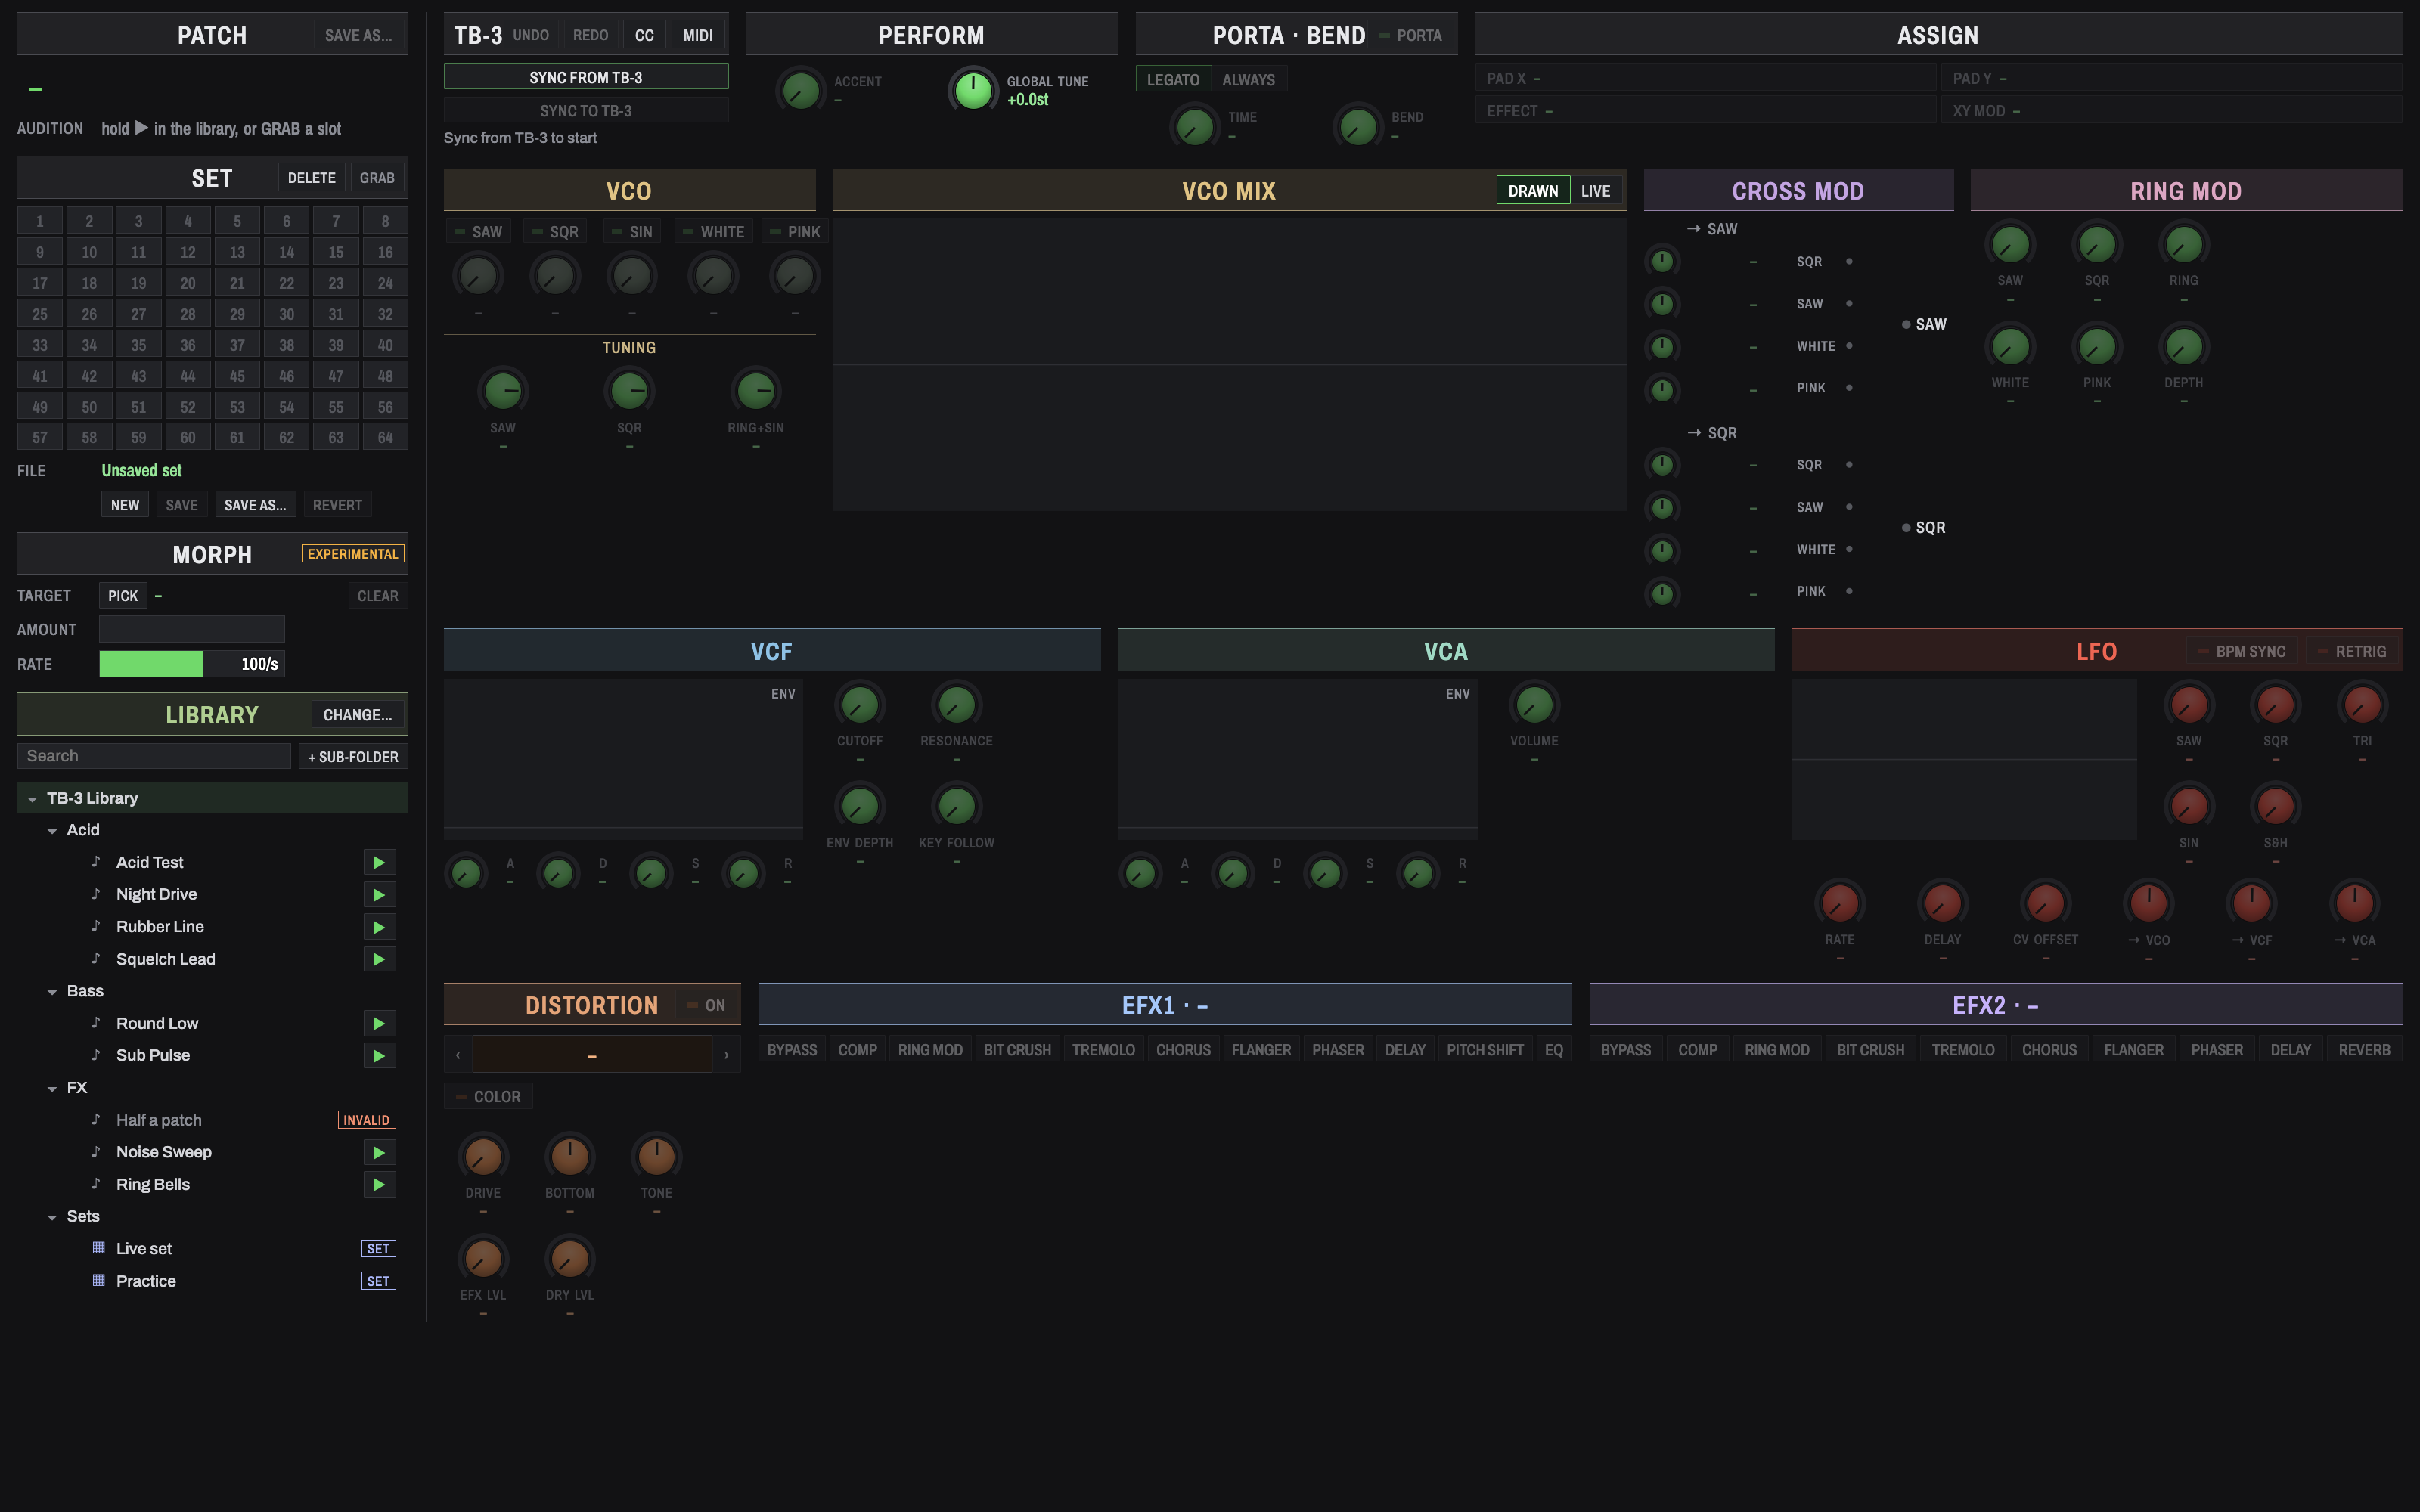 PATCH SAVE AS...
–
AUDITION hold ▶ in the library, or GRAB a slot
SET DELETE GRAB
1 2 3 4 5 6 7 8
9 10 11 12 13 14 15 16
17 18 19 20 21 22 23 24
25 26 27 28 29 30 31 32
33 34 35 36 37 38 39 40
41 42 43 44 45 46 47 48
49 50 51 52 53 54 55 56
57 58 59 60 61 62 63 64
FILE Unsaved set
NEW SAVE SAVE AS... REVERT
MORPH EXPERIMENTAL
TARGET PICK – CLEAR
AMOUNT
RATE 100/s
LIBRARY CHANGE...
Search + SUB-FOLDER
TB-3 Library
Acid
Acid Test
Night Drive
Rubber Line
Squelch Lead
Bass
Round Low
Sub Pulse
FX
Half a patch INVALID
Noise Sweep
Ring Bells
Sets
Live set SET
Practice SET
TB-3 UNDO REDO CC MIDI
SYNC FROM TB-3
SYNC TO TB-3
Sync from TB-3 to start
PERFORM
ACCENT GLOBAL TUNE
– +0.0st
PORTA · BEND PORTA
LEGATO ALWAYS
TIME BEND
– –
ASSIGN
PAD X – PAD Y –
EFFECT – XY MOD –
VCO
SAW SQR SIN WHITE PINK
– – – – –
TUNING
SAW SQR RING+SIN
– – –
VCO MIX DRAWN LIVE
CROSS MOD
→ SAW
– SQR
– SAW
SAW
– WHITE
– PINK
→ SQR
– SQR
– SAW
SQR
– WHITE
– PINK
RING MOD
SAW SQR RING
– – –
WHITE PINK DEPTH
– – –
VCF
ENV
CUTOFF RESONANCE
– –
ENV DEPTH KEY FOLLOW
– –
A D S R
– – – –
VCA
ENV
VOLUME
–
A D S R
– – – –
LFO BPM SYNC RETRIG
SAW SQR TRI
– – –
SIN S&H
– –
RATE DELAY CV OFFSET → VCO → VCF → VCA
– – – – – –
DISTORTION ON
‹ – ›
COLOR
DRIVE BOTTOM TONE
– – –
EFX LVL DRY LVL
– –
EFX1 · –
BYPASS COMP RING MOD BIT CRUSH TREMOLO CHORUS FLANGER PHASER DELAY PITCH SHIFT EQ
EFX2 · –
BYPASS COMP RING MOD BIT CRUSH TREMOLO CHORUS FLANGER PHASER DELAY REVERB